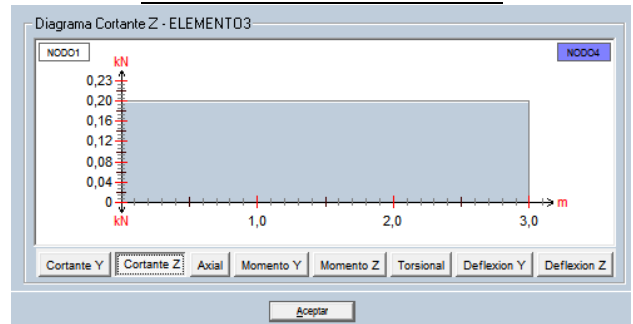 Diagrama Cortante Z - ELEMENTO3
NODO1
NODO4
kN
0,23
0,20
0,16
0,12
0,08
0,04
0
m
kN
1,0
2,0
3,0
Cortante Y
Cortante Z
Axial
Momento Y
Momento Z
Torsional
Deflexion Y
Deflexion Z
Aceptar